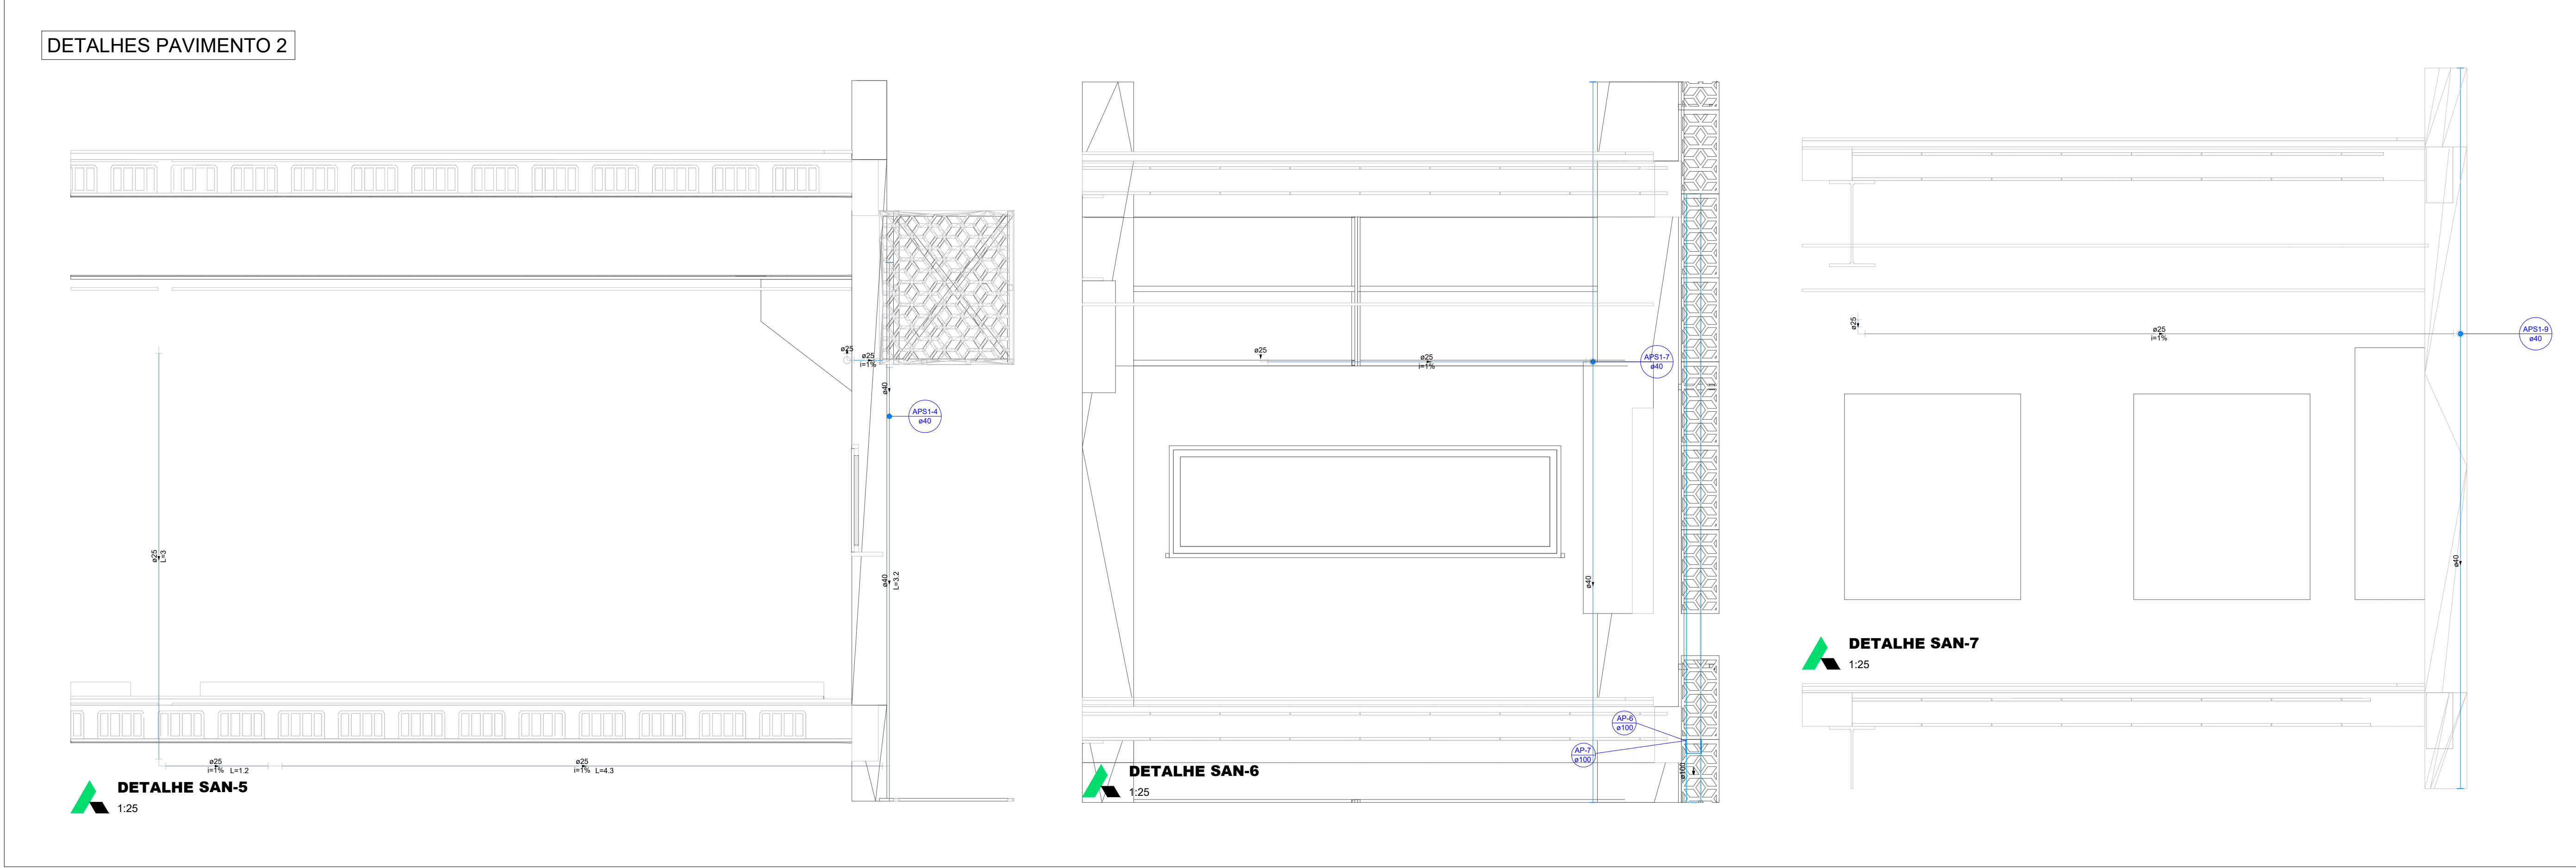 DETALHES PAVIMENTO 2
ø25
L=3
ø25
i=1% L=1.2
ø25
i=1% L=4.3
ø25
ø25
i=1%
ø40
APS1-4
ø40
ø40
L=3.2
DETALHE SAN-5
1:25
ø25
ø25
i=1%
APS1-7
ø40
ø40
AP-6
ø100
AP-7
ø100
ø100
DETALHE SAN-6
1:25
ø25
ø25
i=1%
APS1-9
ø40
ø40
DETALHE SAN-7
1:25